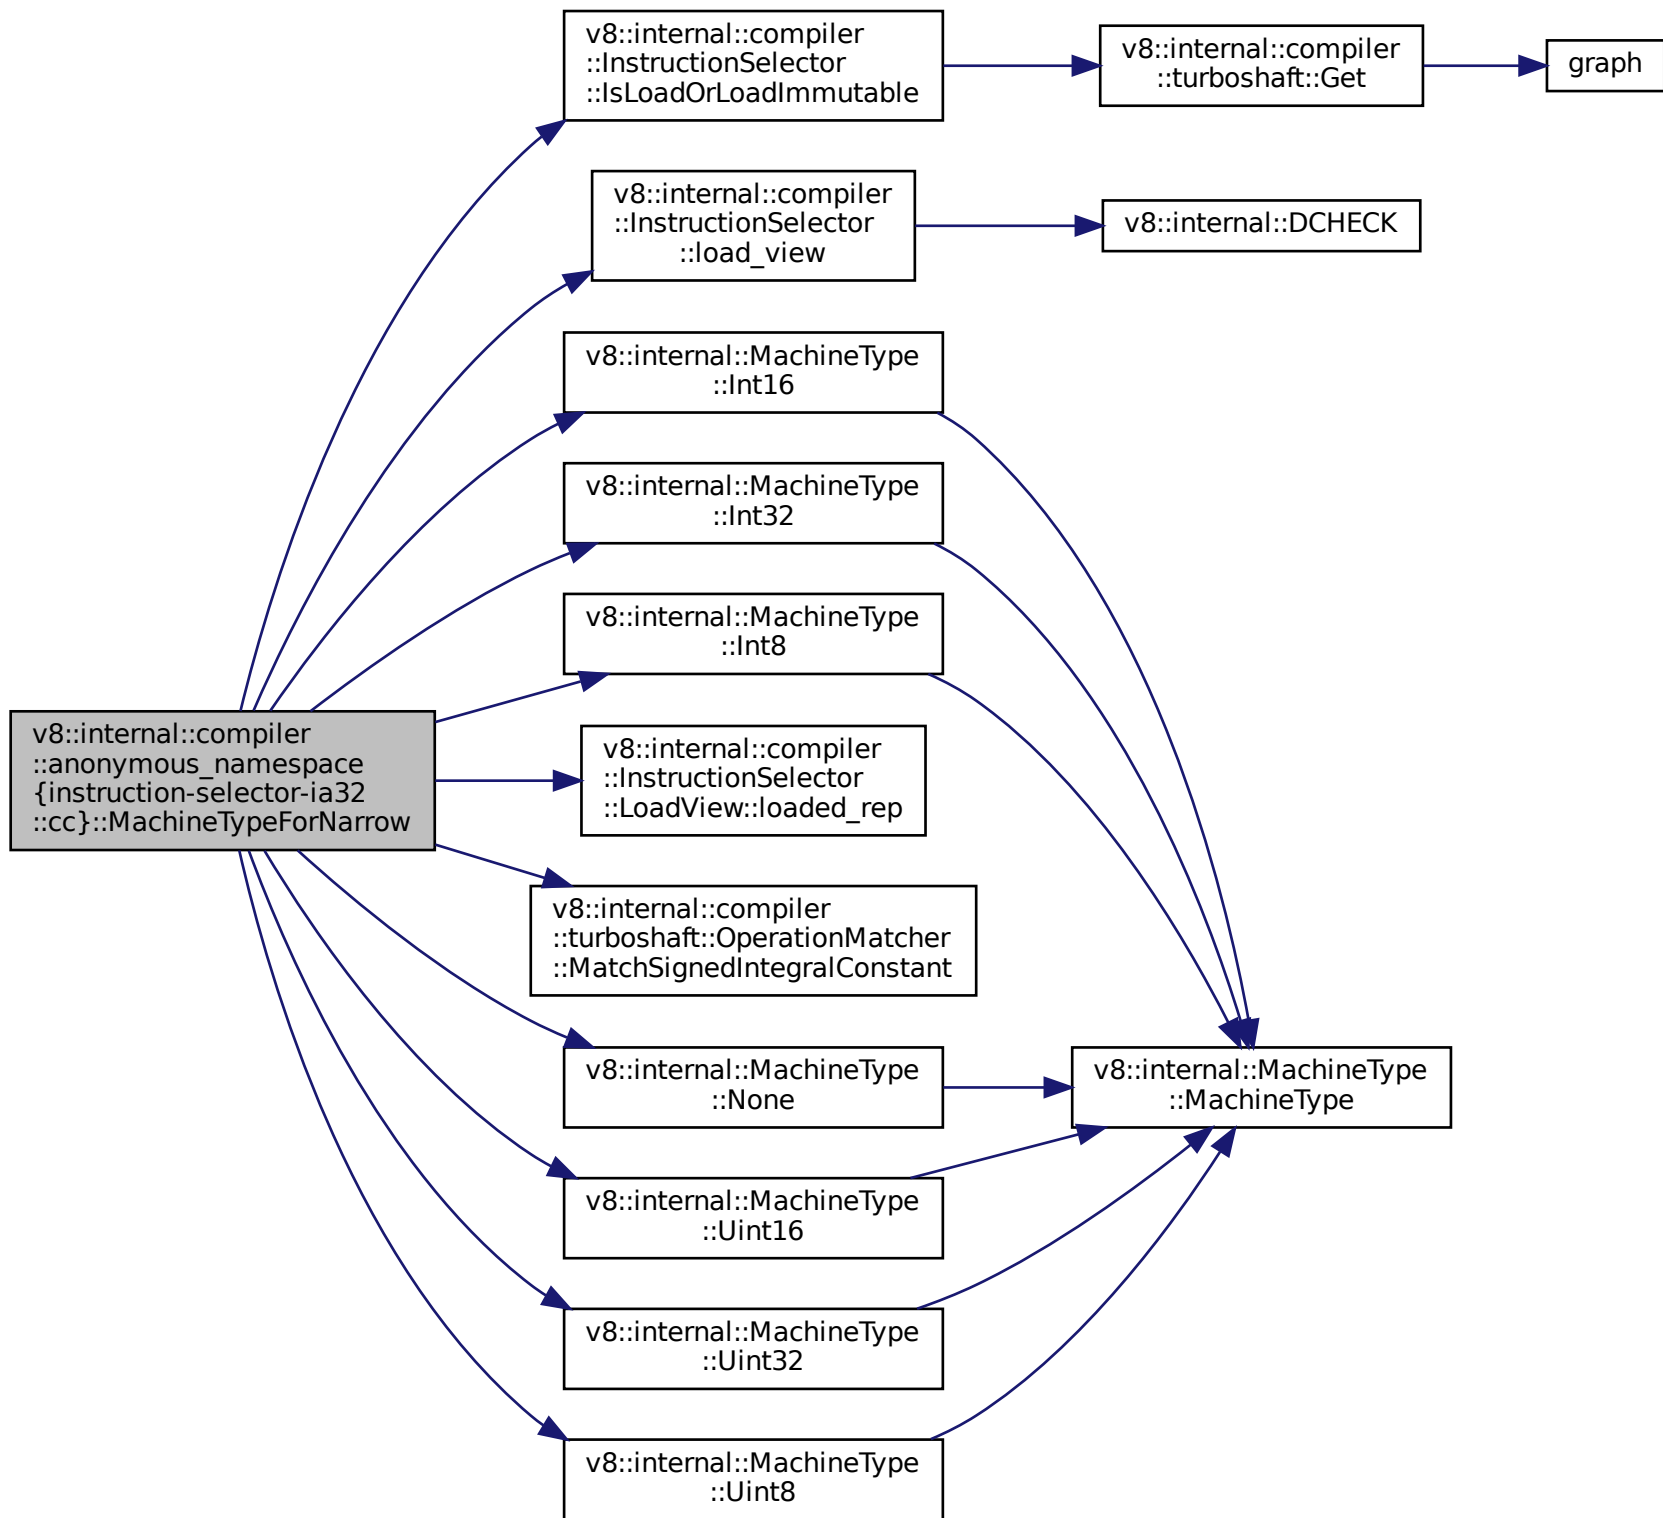 v8::internal::compiler
::InstructionSelector
::IsLoadOrLoadImmutable
v8::internal::compiler
::turboshaft::Get
graph
v8::internal::compiler
::InstructionSelector
::load_view
v8::internal::DCHECK
v8::internal::MachineType
::Int16
v8::internal::MachineType
::Int32
v8::internal::MachineType
::Int8
v8::internal::compiler
::anonymous_namespace
{instruction-selector-ia32
::cc}::MachineTypeForNarrow
v8::internal::compiler
::InstructionSelector
::LoadView::loaded_rep
v8::internal::compiler
::turboshaft::OperationMatcher
::MatchSignedIntegralConstant
v8::internal::MachineType
::None
v8::internal::MachineType
::MachineType
v8::internal::MachineType
::Uint16
v8::internal::MachineType
::Uint32
v8::internal::MachineType
::Uint8